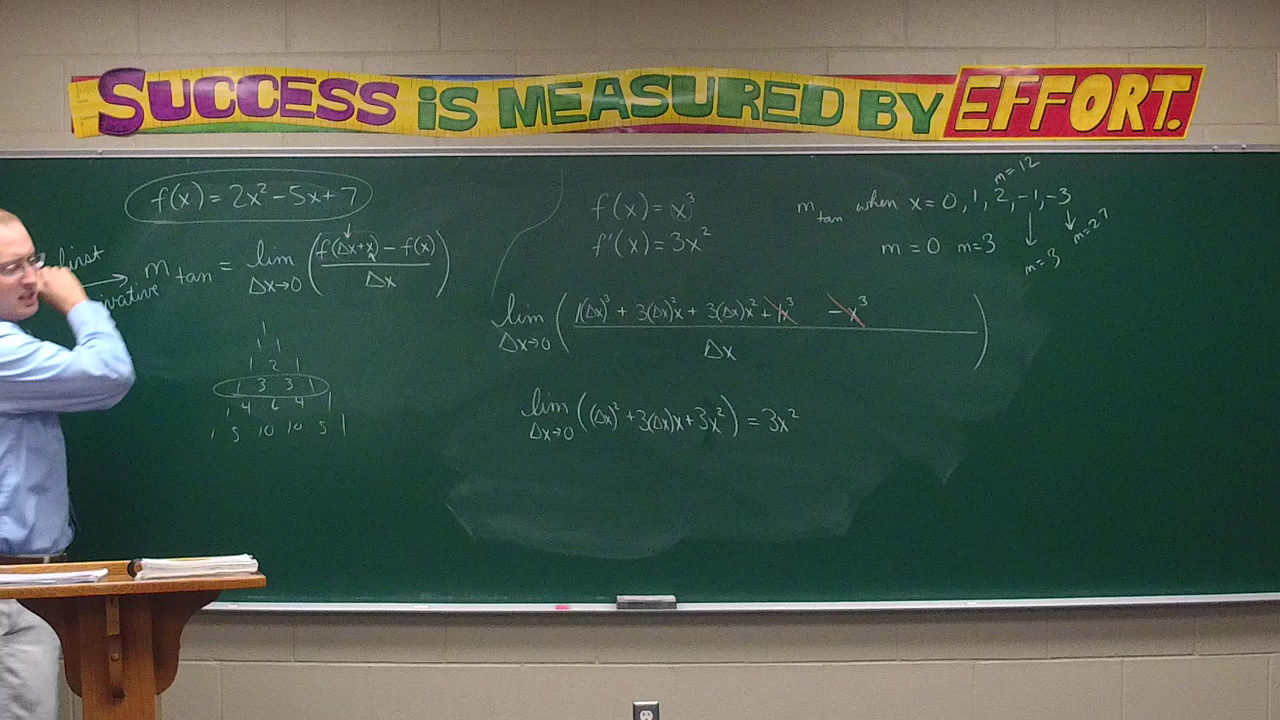 SUCCESS IS MEASURED BY EFFORT.
f(x) = 2x² - 5x + 7
first
m tan = lim Δx→0 (f(Δx+x) - f(x) / Δx)
1
1 1
1 2 1
1 3 3 1
1 4 6 4 1
1 5 10 10 5 1
f(x) = x³
f'(x) = 3x²
lim Δx→0 (1(Δx)³ + 3(Δx)²x + 3(Δx)x² + 1x³ - x³ / Δx)
lim Δx→0 ((Δx)² + 3(Δx)x + 3x²) = 3x²
m=12
m tan when x = 0, 1, 2, -1, -3
m=0 m=3
m=3
m=27